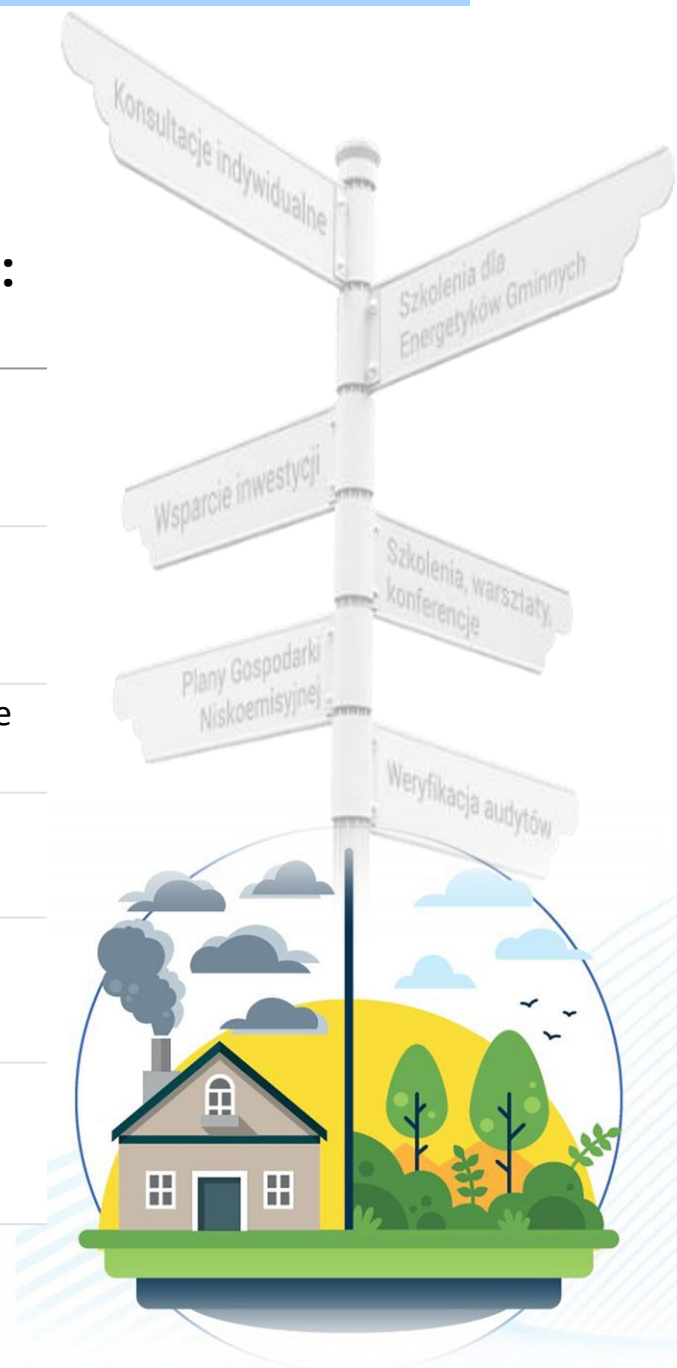 Konsultacje indywidualne
:
Szkolenia dla
Energetyków Gminnych
Wsparcie inwestycji
Szkolenia, warsztaty,
konferencje
Plany Gospodarki
Niskoemisyjnej
e
Weryfikacja audytów